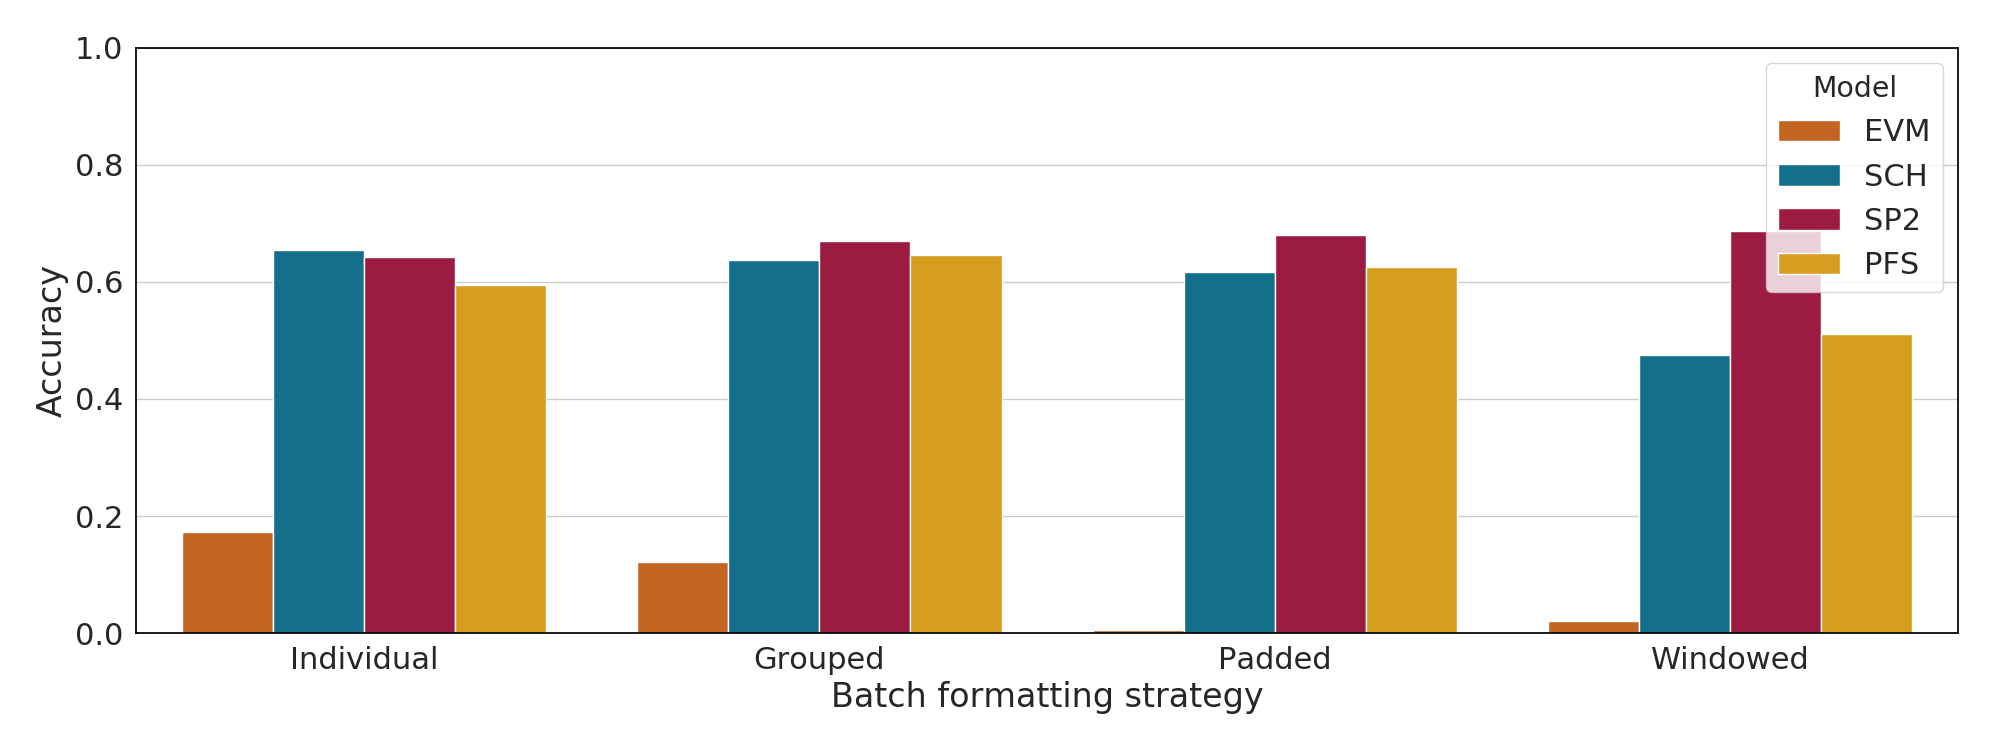 1.0
0.8
0.6
0.4
0.2
0.0
Accuracy
Model
EVM
SCH
SP2
PFS
Individual
Grouped
Padded
Windowed
Batch formatting strategy